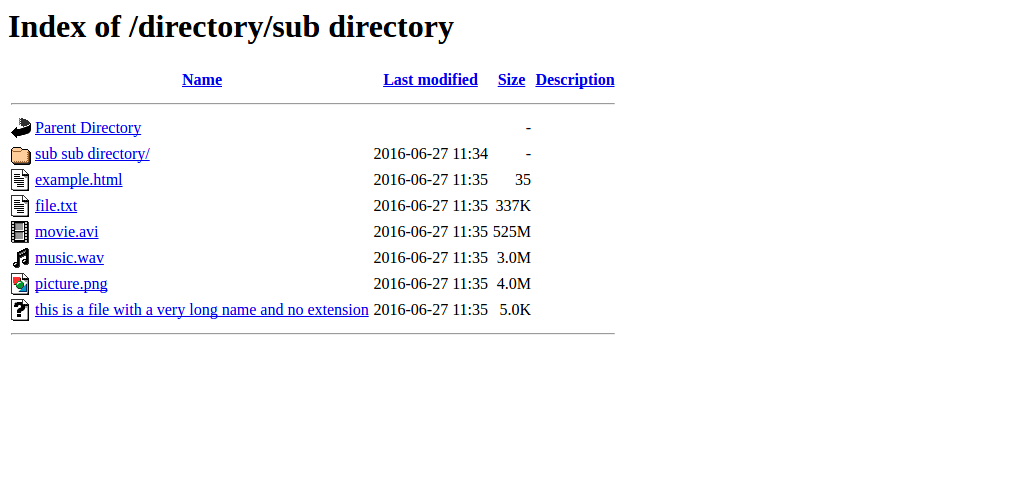 Index of /directory/sub directory
Name Last modified Size Description
Parent Directory -
sub sub directory/ 2016-06-27 11:34 -
example.html 2016-06-27 11:35 35
file.txt 2016-06-27 11:35 337K
movie.avi 2016-06-27 11:35 525M
music.wav 2016-06-27 11:35 3.0M
picture.png 2016-06-27 11:35 4.0M
this is a file with a very long name and no extension 2016-06-27 11:35 5.0K